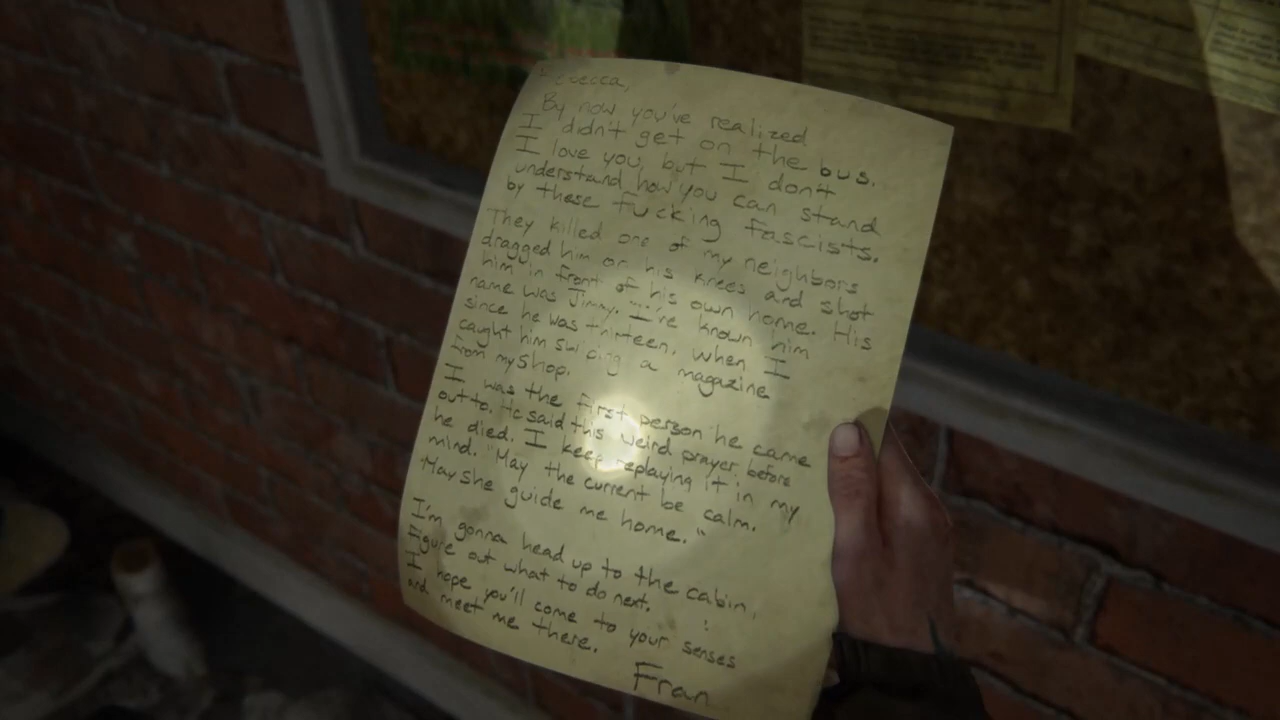 By now you've realized
I didn't get on the bus.
I love you, but I don't
understand how you can stand
by these fucking fascists.
They killed one of my neighbors
dragged him on his knees and shot
him in front of his own home. His
name was Jimmy. I've known him
since he was thirteen, when I
caught him swiping a magazine
from my shop.
I was the first person he came
out to. He said this weird prayer before
he died. I keep replaying it in my
mind. "May the current be calm.
May she guide me home."
I'm gonna head up to the cabin,
figure out what to do next.
I hope you'll come to your senses
and meet me there.
Fran